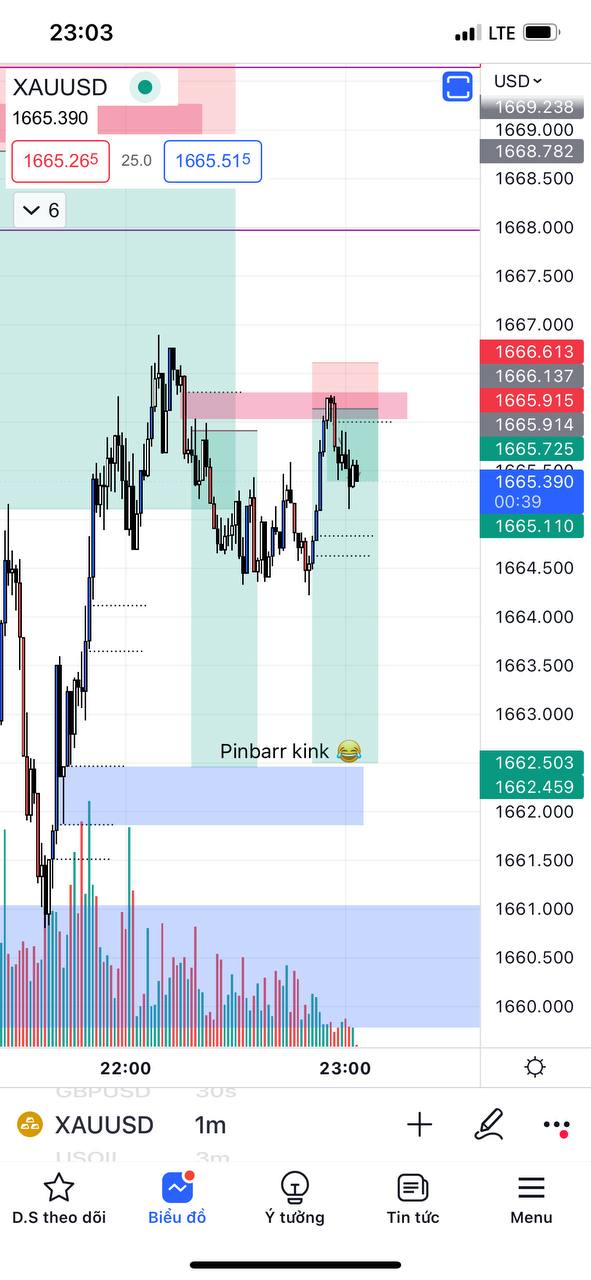 23:03
LTE
XAUUSD
USD
1665.390
1669.238
1669.000
1665.265
25.0
1665.515
1668.782
1668.500
6
1668.000
1667.500
1667.000
1666.613
1666.137
1665.915
1665.914
1665.725
1665.500
1665.390
00:39
1665.110
1664.500
1664.000
1663.500
1663.000
Pinbarr kink 😂
1662.503
1662.459
1662.000
1661.500
1661.000
1660.500
1660.000
22:00
23:00
GBPUSD 30s
XAUUSD 1m
USOIL 3m
D.S theo dõi
Biểu đồ
Ý tưởng
Tin tức
Menu